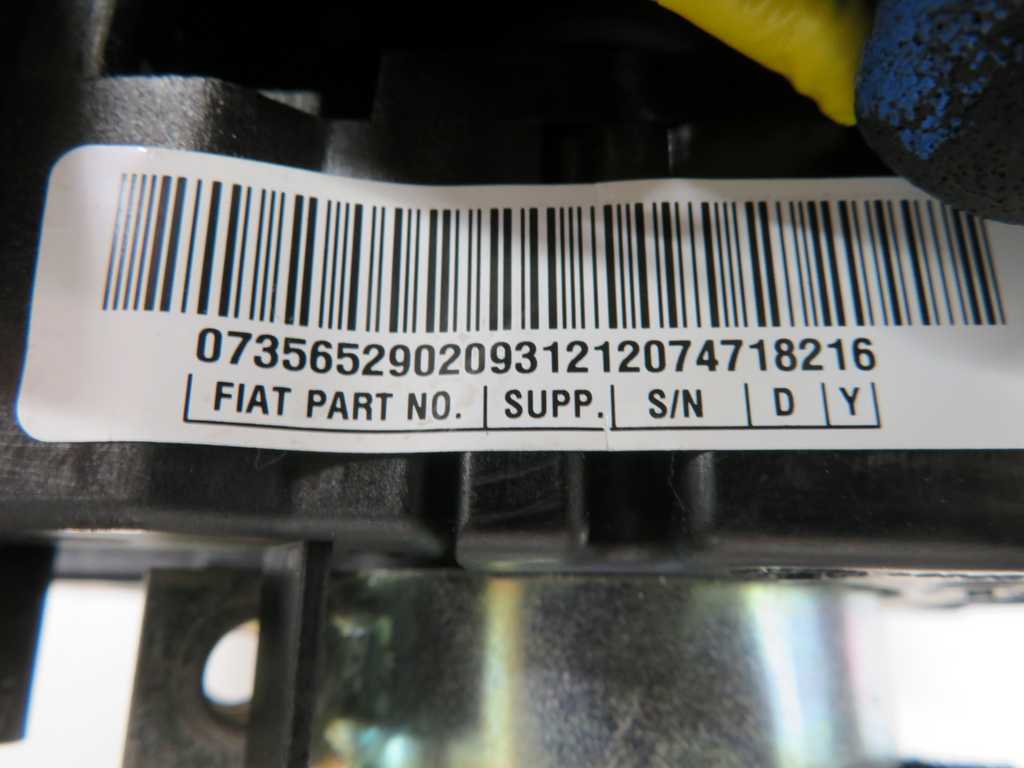 07356529020931212074718216
FIAT PART NO. SUPP. S/N D Y